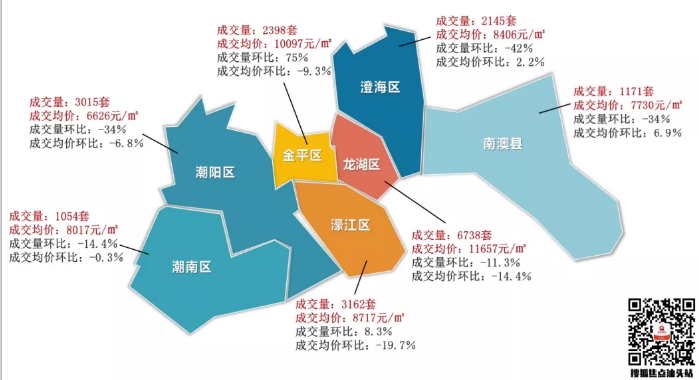 成交量：2398套
成交均价：10097元/㎡
成交量环比：75%
成交均价环比：-9.3%
成交量：2145套
成交均价：8406元/㎡
成交量环比：-42%
成交均价环比：2.2%
成交量：3015套
成交均价：6626元/㎡
成交量环比：-34%
成交均价环比：-6.8%
成交量：1171套
成交均价：7730元/㎡
成交量环比：-34%
成交均价环比：6.9%
澄海区
南澳县
金平区
龙湖区
潮阳区
濠江区
潮南区
成交量：1054套
成交均价：8017元/㎡
成交量环比：-14.4%
成交均价环比：-0.3%
成交量：6738套
成交均价：11657元/㎡
成交量环比：-11.3%
成交均价环比：-14.4%
成交量：3162套
成交均价：8717元/㎡
成交量环比：8.3%
成交均价环比：-19.7%
搜狐焦点汕头站